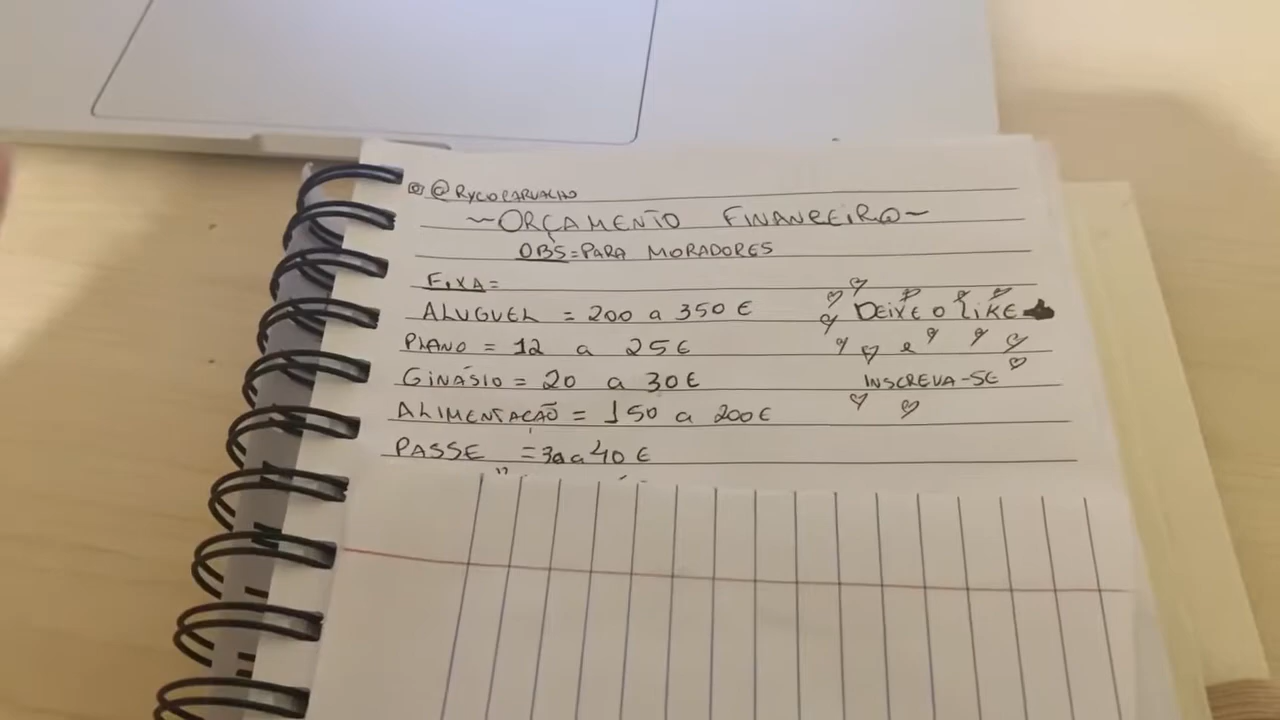 @RYCIOCARVALHO
~ORÇAMENTO FINANCEIRO~
OBS=PARA MORADORES
FIXA=
ALUGUEL = 200 a 350 €
DEIXE O LIKE
PLANO = 12 a 25€
e
GINÁSIO = 20 a 30€
INSCREVA-SE
ALIMENTAÇÃO = 150 a 200€
PASSE = 30 a 40 €